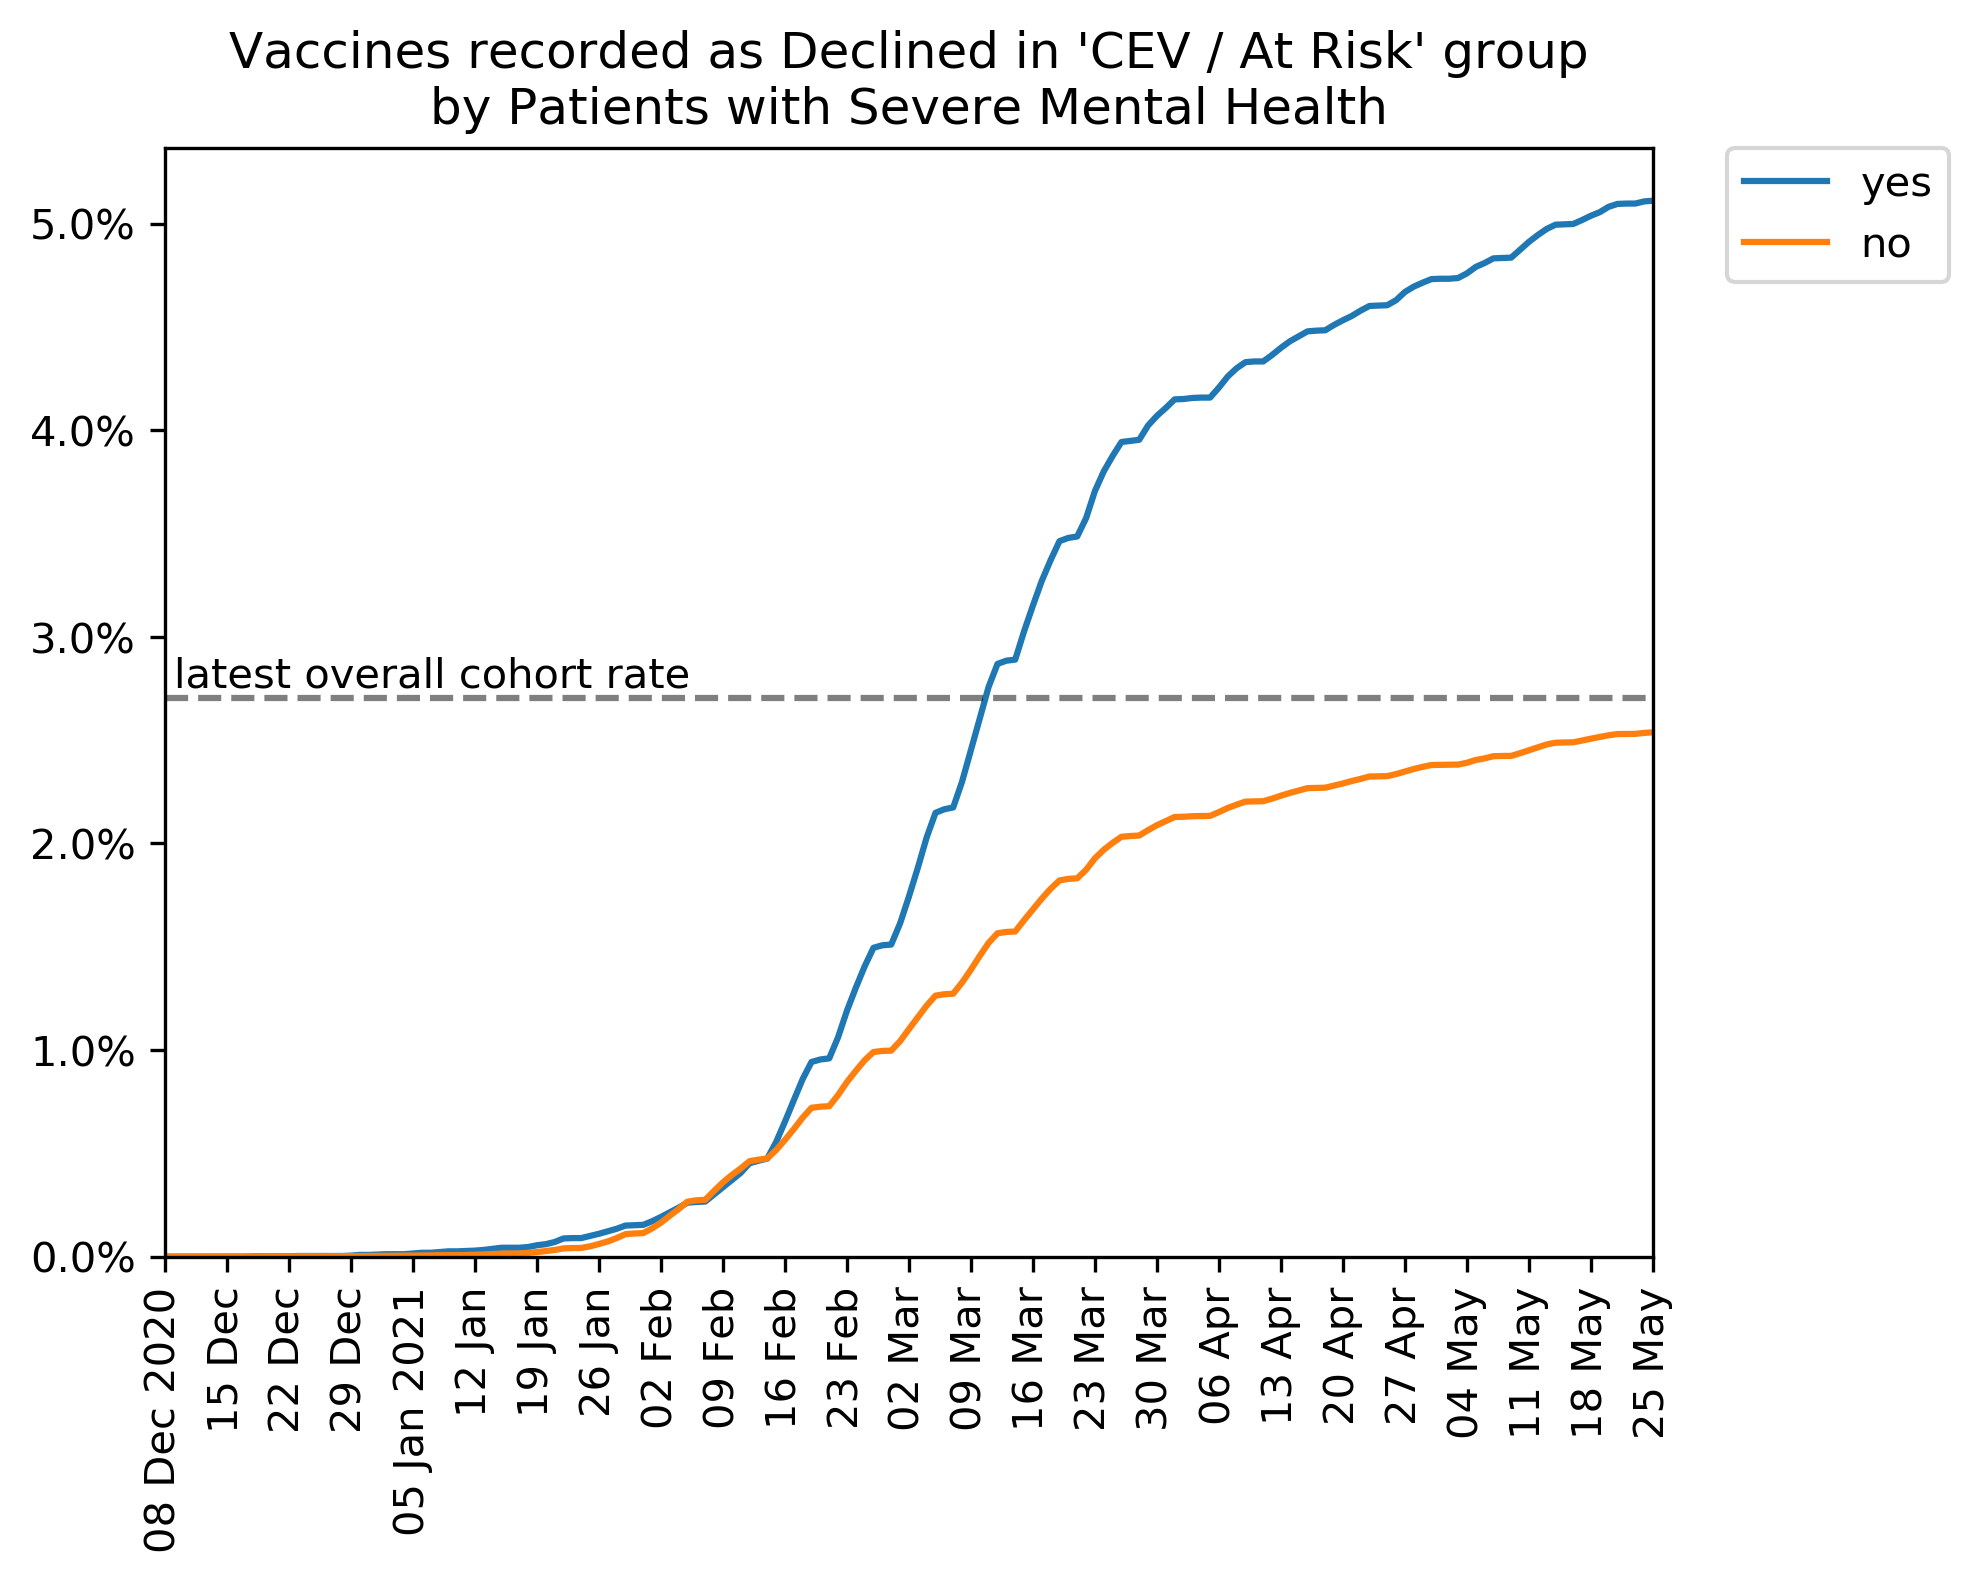 Vaccines recorded as Declined in 'CEV / At Risk' group
by Patients with Severe Mental Health
yes
no
5.0%
4.0%
3.0%
latest overall cohort rate
2.0%
1.0%
0.0%
08 Dec 2020
15 Dec
22 Dec
29 Dec
05 Jan 2021
12 Jan
19 Jan
26 Jan
02 Feb
09 Feb
16 Feb
23 Feb
02 Mar
09 Mar
16 Mar
23 Mar
30 Mar
06 Apr
13 Apr
20 Apr
27 Apr
04 May
11 May
18 May
25 May